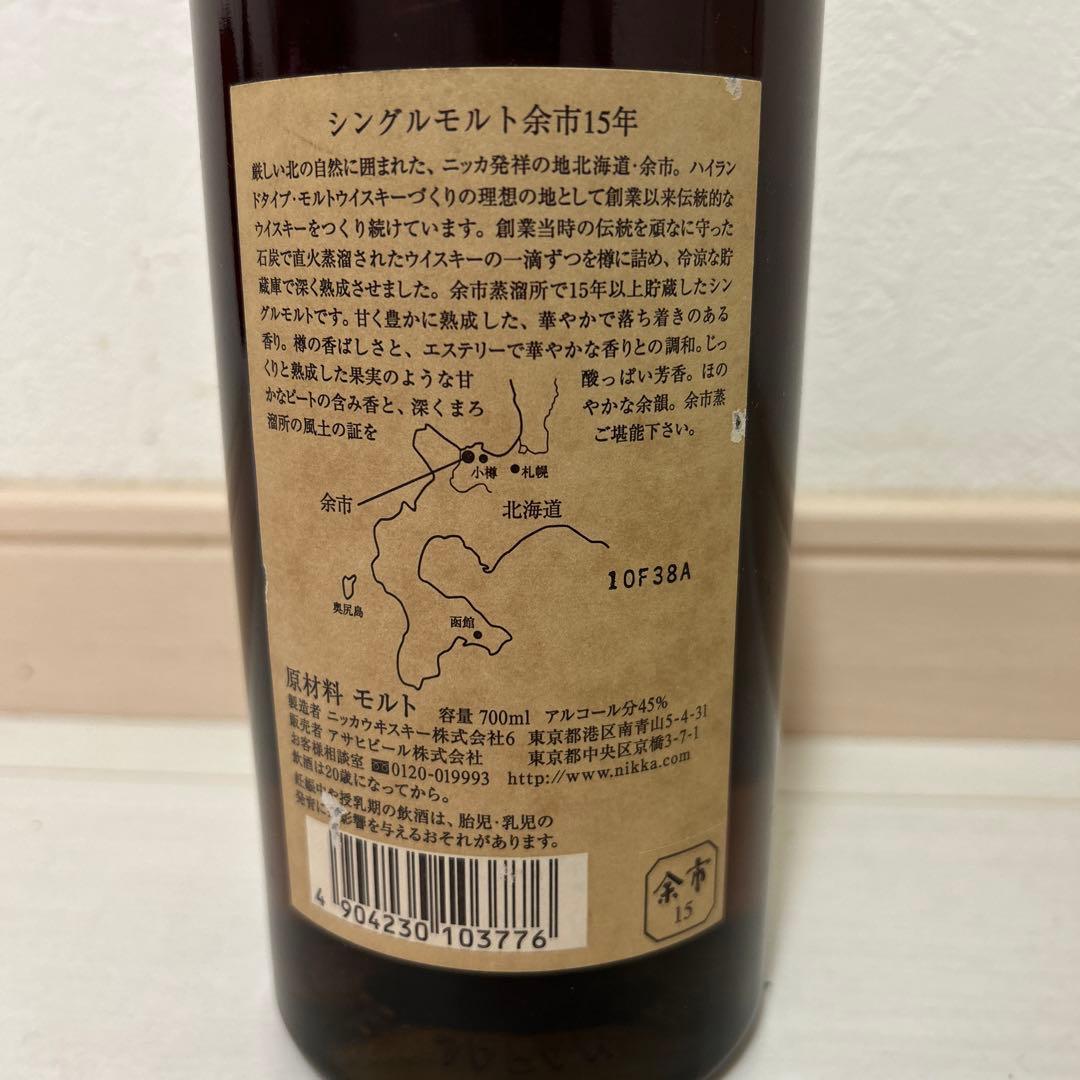 シングルモルト余市15年
厳しい北の自然に囲まれた、ニッカ発祥の地北海道・余市。ハイラン
ドタイプ・モルトウイスキーづくりの理想の地として創業以来伝統的な
ウイスキーをつくり続けています。創業当時の伝統を頑なに守った
石炭で直火蒸溜されたウイスキーの一滴ずつを樽に詰め、冷涼な貯
蔵庫で深く熟成させました。余市蒸溜所で15年以上貯蔵したシン
グルモルトです。甘く豊かに熟成した、華やかで落ち着きのある
香り。樽の香ばしさと、エステリーで華やかな香りとの調和。じっ
くりと熟成した果実のような甘 酸っぱい芳香。ほの
かなピートの含み香と、深くまろ やかな余韻。余市蒸
溜所の風土の証を ご堪能下さい。
小樽 札幌
余市 北海道
10F38A
奥尻島
函館
原材料 モルト 容量 700ml アルコール分45%
製造者 ニッカウヰスキー株式会社6 東京都港区南青山5-4-31
販売者 アサヒビール株式会社 東京都中央区京橋3-7-1
お客様相談室 0120-019993 http://www.nikka.com
飲酒は20歳になってから。
妊娠中や授乳期の飲酒は、胎児・乳児の
発育に影響を与えるおそれがあります。
余市
15
4 904230 103776